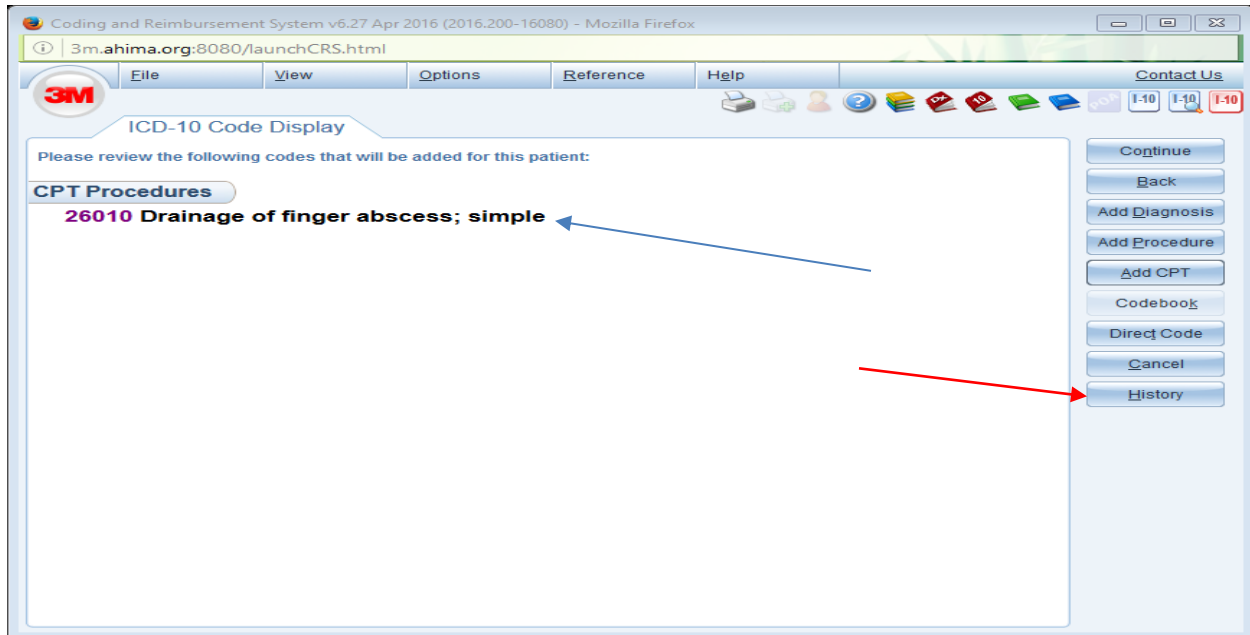 Coding and Reimbursement System v6.27 Apr 2016 (2016.200-16080) - Mozilla Firefox
3m.ahima.org:8080/launchCRS.html
File View Options Reference Help Contact Us
3M
I-10 I-10 I-10
ICD-10 Code Display
Please review the following codes that will be added for this patient:
CPT Procedures
26010 Drainage of finger abscess; simple
Continue
Back
Add Diagnosis
Add Procedure
Add CPT
Codebook
Direct Code
Cancel
History